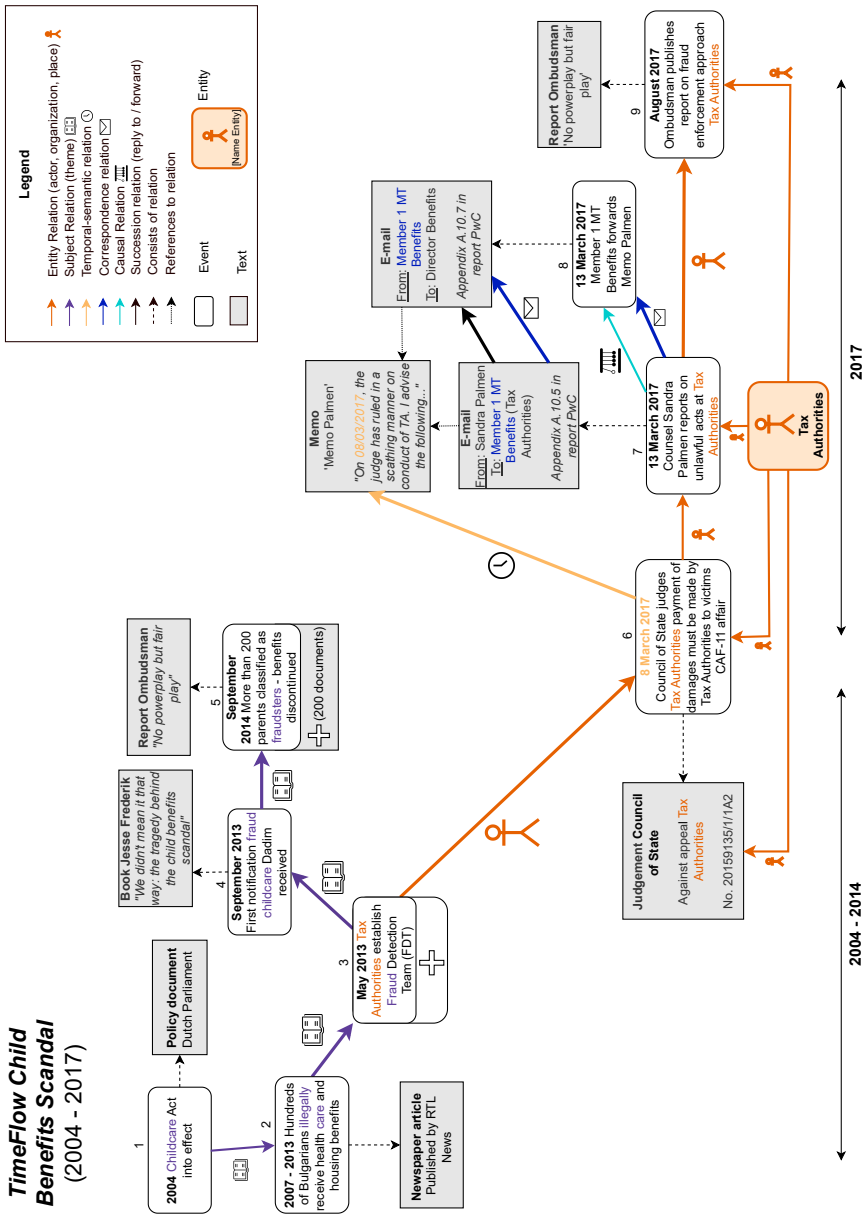 TimeFlow Child
Benefits Scandal
(2004 - 2017)
Legend
Entity Relation (actor, organization, place)
Subject Relation (theme)
Temporal-semantic relation
Correspondence relation
Causal Relation
Succession relation (reply to / forward)
Consists of relation
References to relation
Event
Text
Entity
[Name Entity]
1
2004 Childcare Act
into effect
Policy document
Dutch Parliament
2
2007 - 2013 Hundreds
of Bulgarians illegally
receive health care and
housing benefits
Newspaper article
Published by RTL
News
3
May 2013 Tax
Authorities establish
Fraud Detection
Team (FDT)
4
September 2013
First notification fraud
childcare Dadim
received
Book Jesse Frederik
"We didn't mean it that
way: the tragedy behind
the child benefits
scandal"
5
September
2014 More than 200
parents classified as
fraudsters - benefits
discontinued
(200 documents)
Report Ombudsman
"No powerplay but fair
play"
6
8 March 2017
Council of State judges
Tax Authorities payment of
damages must be made by
Tax Authorities to victims
CAF-11 affair
Judgement Council
of State
Against appeal Tax
Authorities
No. 20159135/1/1A2
Memo
'Memo Palmen'
"On 08/03/2017, the
judge has ruled in a
scathing manner on
conduct of TA. I advise
the following..."
E-mail
From: Sandra Palmen
To: Member 1 MT
Benefits (Tax
Authorities)
Appendix A.10.5 in
report PwC
7
13 March 2017
Counsel Sandra
Palmen reports on
unlawful acts at Tax
Authorities
E-mail
From: Member 1 MT
Benefits
To: Director Benefits
Appendix A.10.7 in
report PwC
8
13 March 2017
Member 1 MT
Benefits forwards
Memo Palmen
Report Ombudsman
'No powerplay but fair
play'
9
August 2017
Ombudsman publishes
report on fraud
enforcement approach
Tax Authorities
Tax
Authorities
2004 - 2014
2017